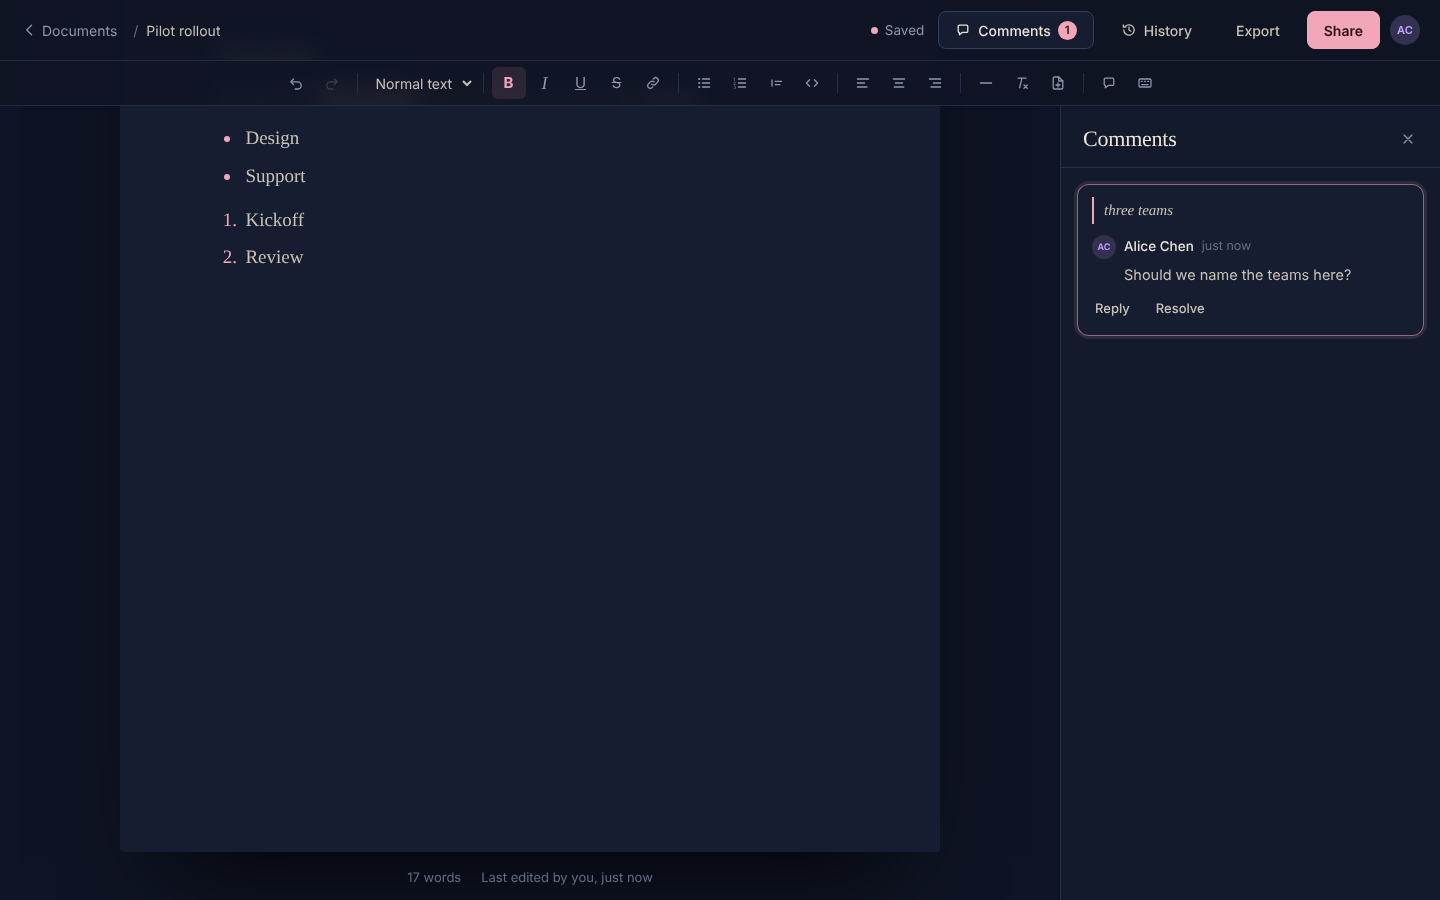 Documents / Pilot rollout
Saved
Comments 1
History
Export
Share
AC
Normal text
B I U S
Design
Support
1. Kickoff
2. Review
17 words Last edited by you, just now
Comments
three teams
AC Alice Chen just now
Should we name the teams here?
Reply Resolve